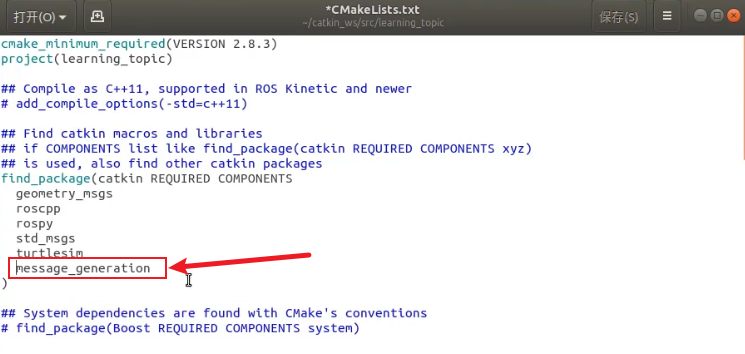 打开(O)
*CMakeLists.txt
~/catkin_ws/src/learning_topic
保存(S)
cmake_minimum_required(VERSION 2.8.3)
project(learning_topic)
## Compile as C++11, supported in ROS Kinetic and newer
# add_compile_options(-std=c++11)
## Find catkin macros and libraries
## if COMPONENTS list like find_package(catkin REQUIRED COMPONENTS xyz)
## is used, also find other catkin packages
find_package(catkin REQUIRED COMPONENTS
  geometry_msgs
  roscpp
  rospy
  std_msgs
  turtlesim
  message_generation
)
## System dependencies are found with CMake's conventions
# find_package(Boost REQUIRED COMPONENTS system)